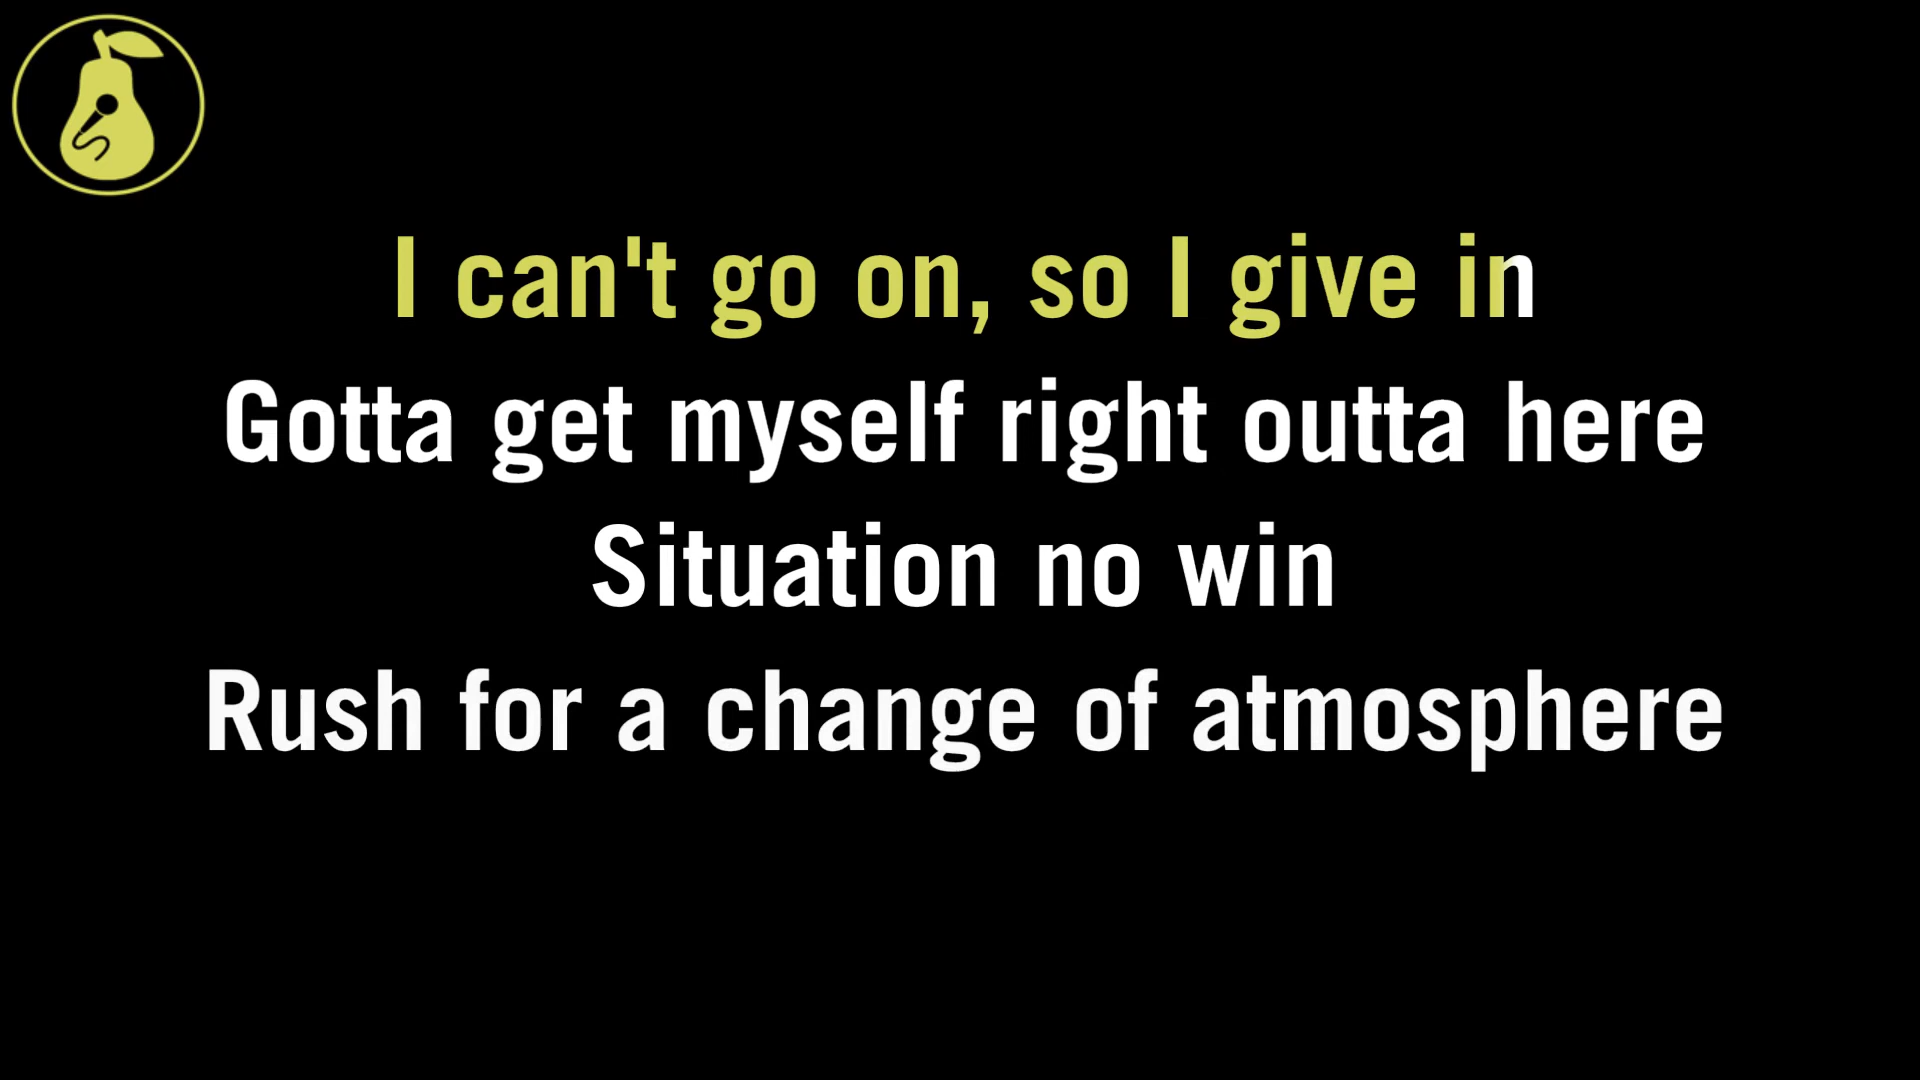 I can't go on, so I give in
Gotta get myself right outta here
Situation no win
Rush for a change of atmosphere